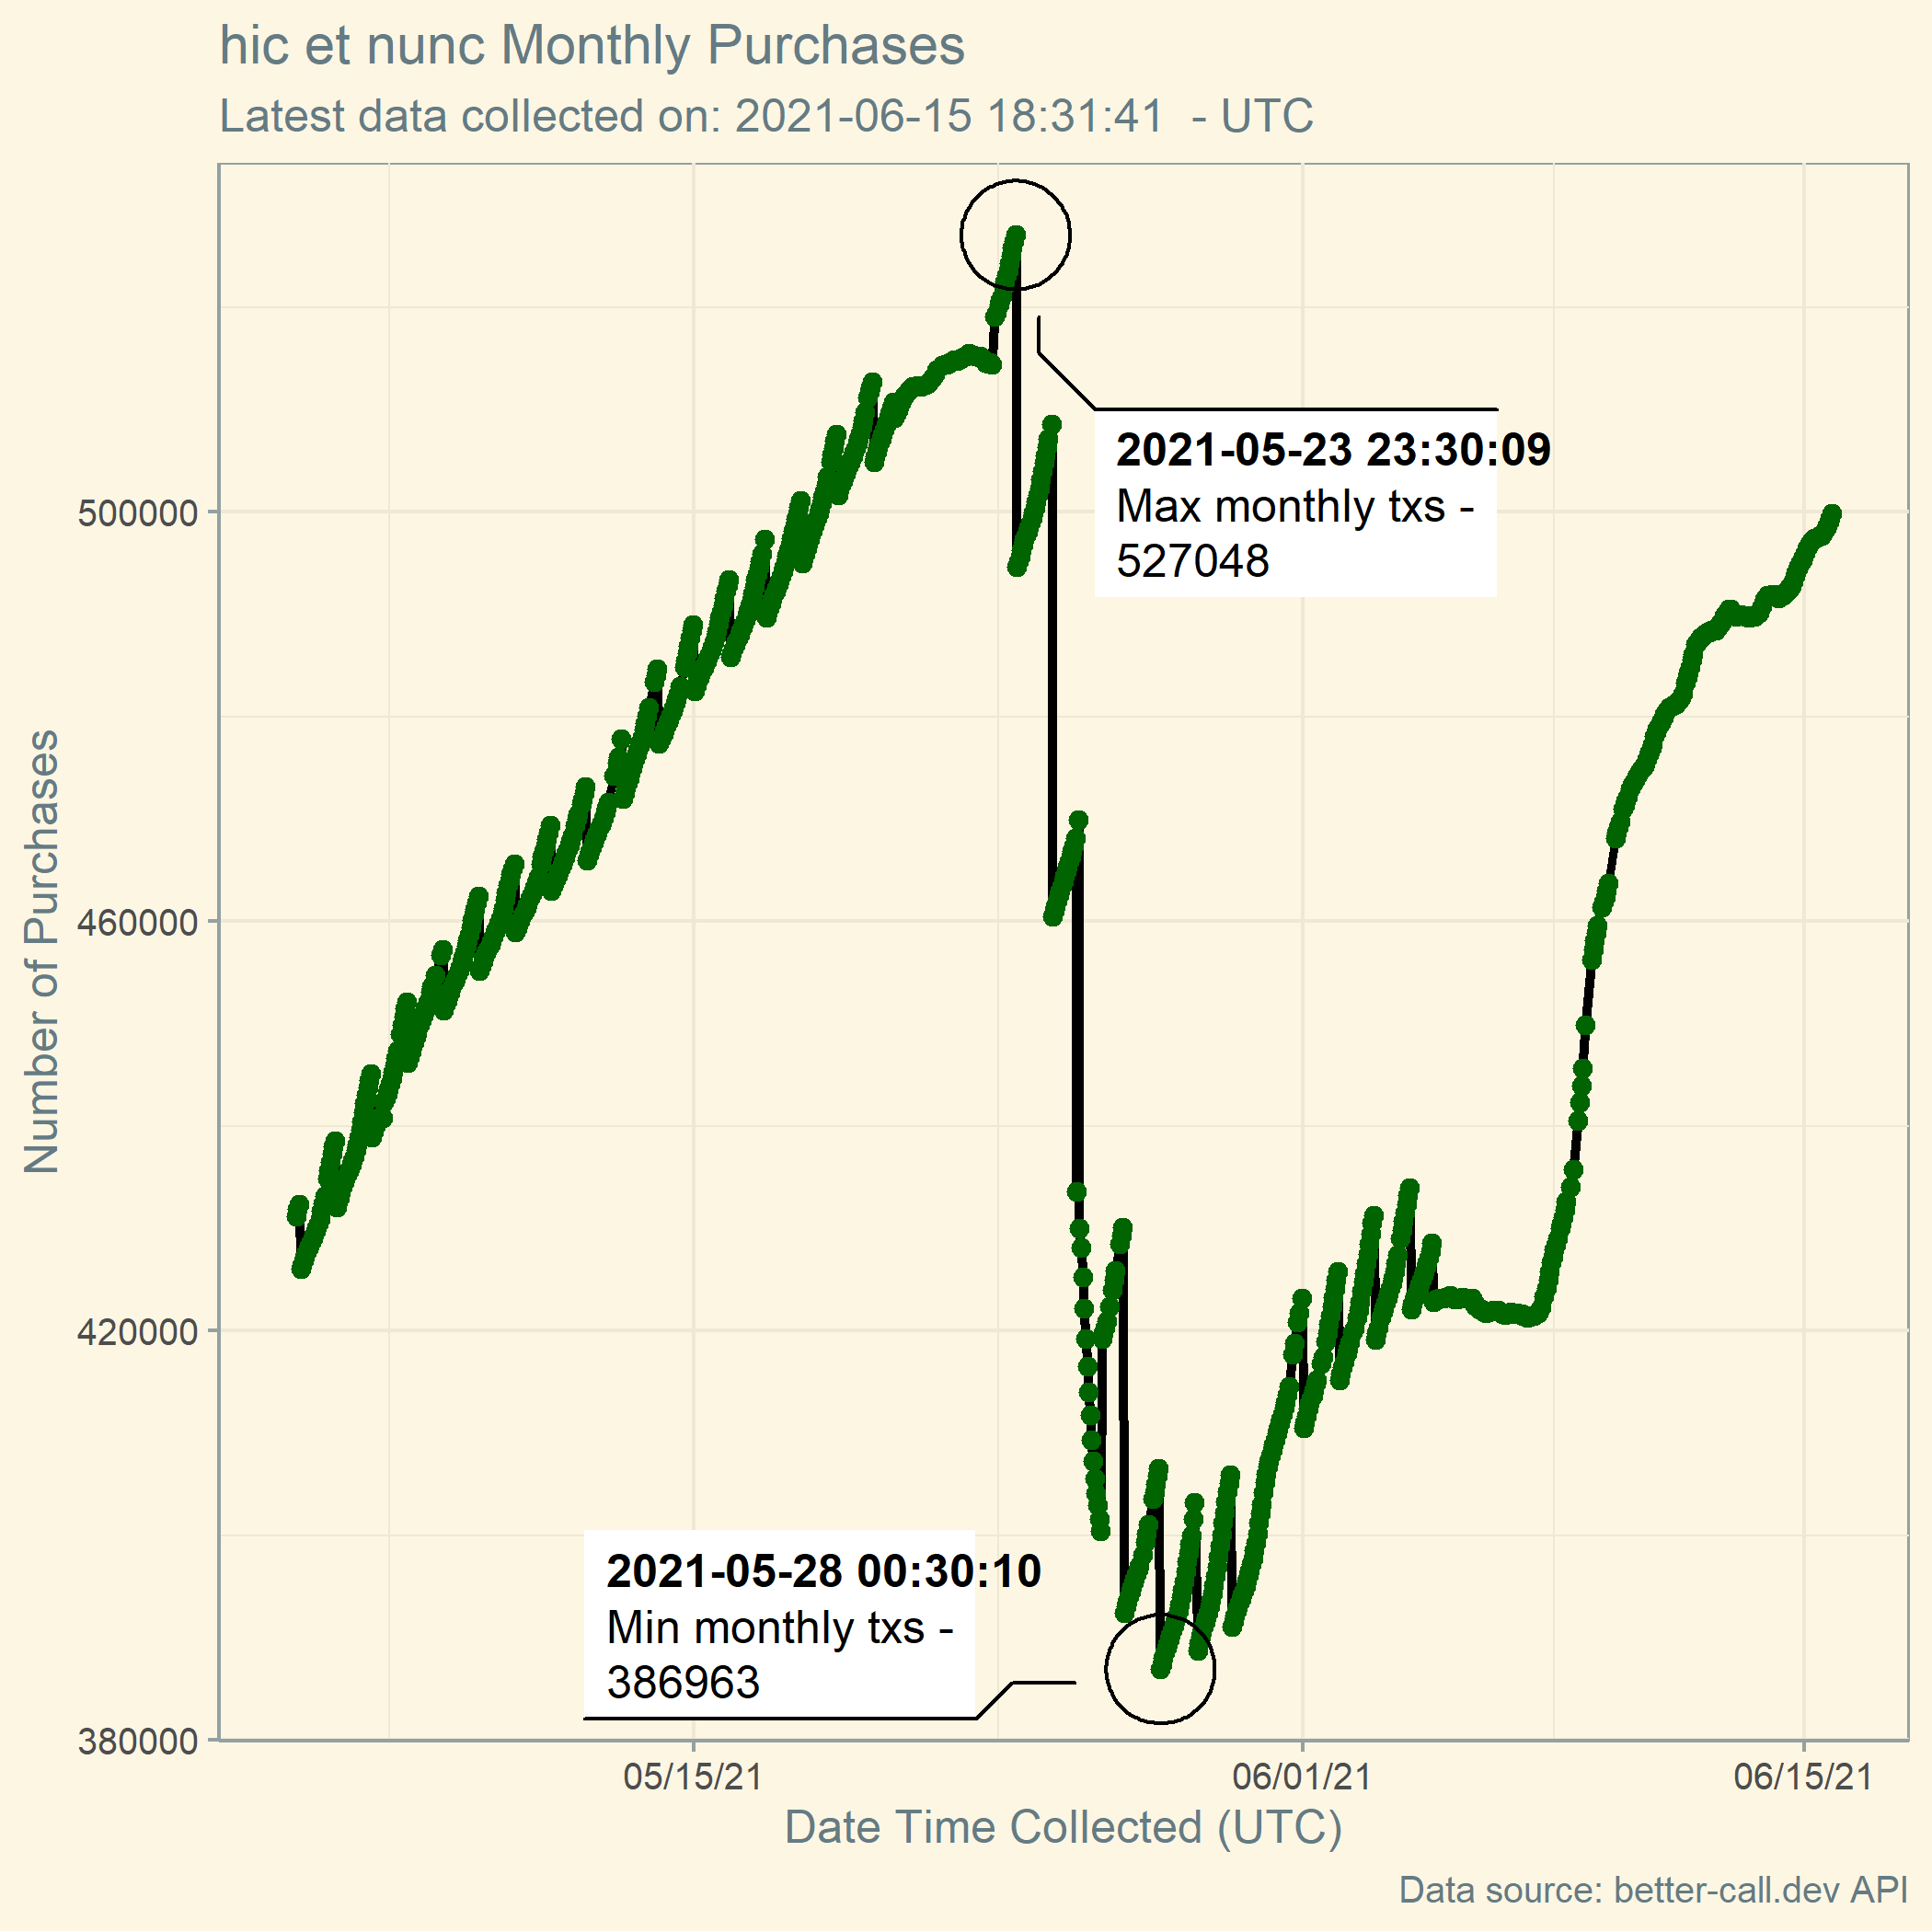 hic et nunc Monthly Purchases
Latest data collected on: 2021-06-15 18:31:41  - UTC
Number of Purchases
500000
460000
420000
380000
2021-05-23 23:30:09
Max monthly txs -
527048
2021-05-28 00:30:10
Min monthly txs -
386963
05/15/21
06/01/21
06/15/21
Date Time Collected (UTC)
Data source: better-call.dev API